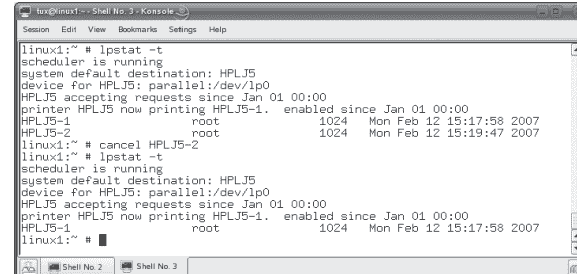 tux@linux1:~ - Shell No. 3 - Konsole
Session Edit View Bookmarks Settings Help
linux1:~ # lpstat -t
scheduler is running
system default destination: HPLJ5
device for HPLJ5: parallel:/dev/lp0
HPLJ5 accepting requests since Jan 01 00:00
printer HPLJ5 now printing HPLJ5-1. enabled since Jan 01 00:00
HPLJ5-1 root 1024 Mon Feb 12 15:17:58 2007
HPLJ5-2 root 1024 Mon Feb 12 15:19:47 2007
linux1:~ # cancel HPLJ5-2
linux1:~ # lpstat -t
scheduler is running
system default destination: HPLJ5
device for HPLJ5: parallel:/dev/lp0
HPLJ5 accepting requests since Jan 01 00:00
printer HPLJ5 now printing HPLJ5-1. enabled since Jan 01 00:00
HPLJ5-1 root 1024 Mon Feb 12 15:17:58 2007
linux1:~ #
Shell No. 2 Shell No. 3